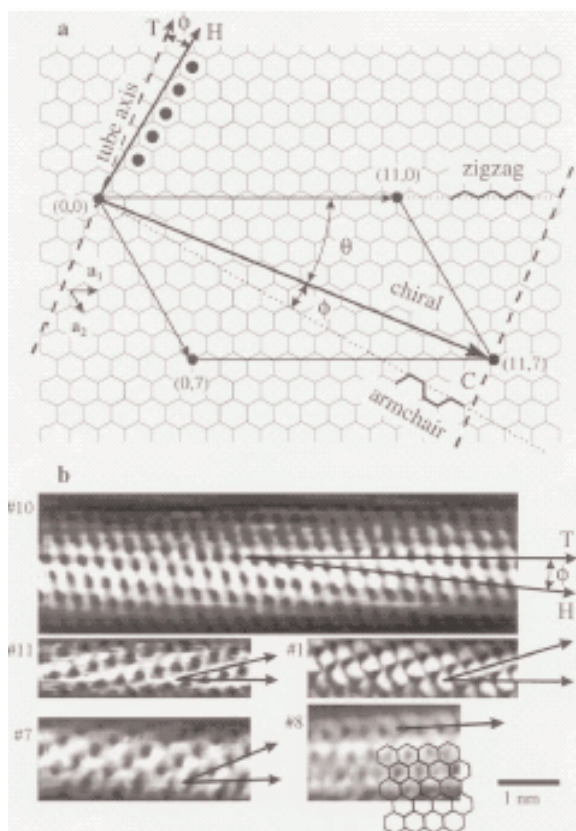 a
T ϕ H
tube axis
(0,0)
(11,0)
zigzag
θ
a₁
a₂
ϕ
chiral
(0,7)
C
(11,7)
armchair
b
#10
T
ϕ
H
#11
#1
#7
#8
1 nm